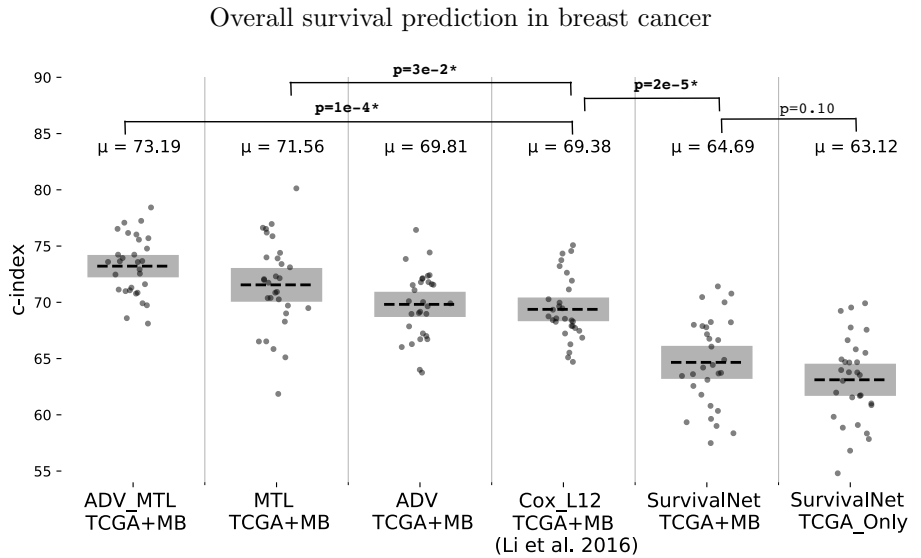 Overall survival prediction in breast cancer
90
85
80
75
70
65
60
55
c-index
p=3e-2*
p=1e-4*
p=2e-5*
p=0.10
μ = 73.19
μ = 71.56
μ = 69.81
μ = 69.38
μ = 64.69
μ = 63.12
ADV_MTL
TCGA+MB
MTL
TCGA+MB
ADV
TCGA+MB
Cox_L12
TCGA+MB
(Li et al. 2016)
SurvivalNet
TCGA+MB
SurvivalNet
TCGA_Only